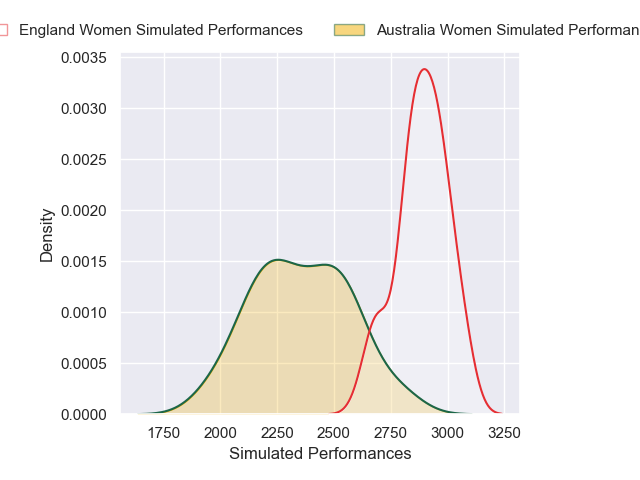 England Women Simulated Performances
Australia Women Simulated Performan
0.0035
0.0030
0.0025
0.0020
0.0015
0.0010
0.0005
0.0000
Density
1750 2000 2250 2500 2750 3000 3250
Simulated Performances